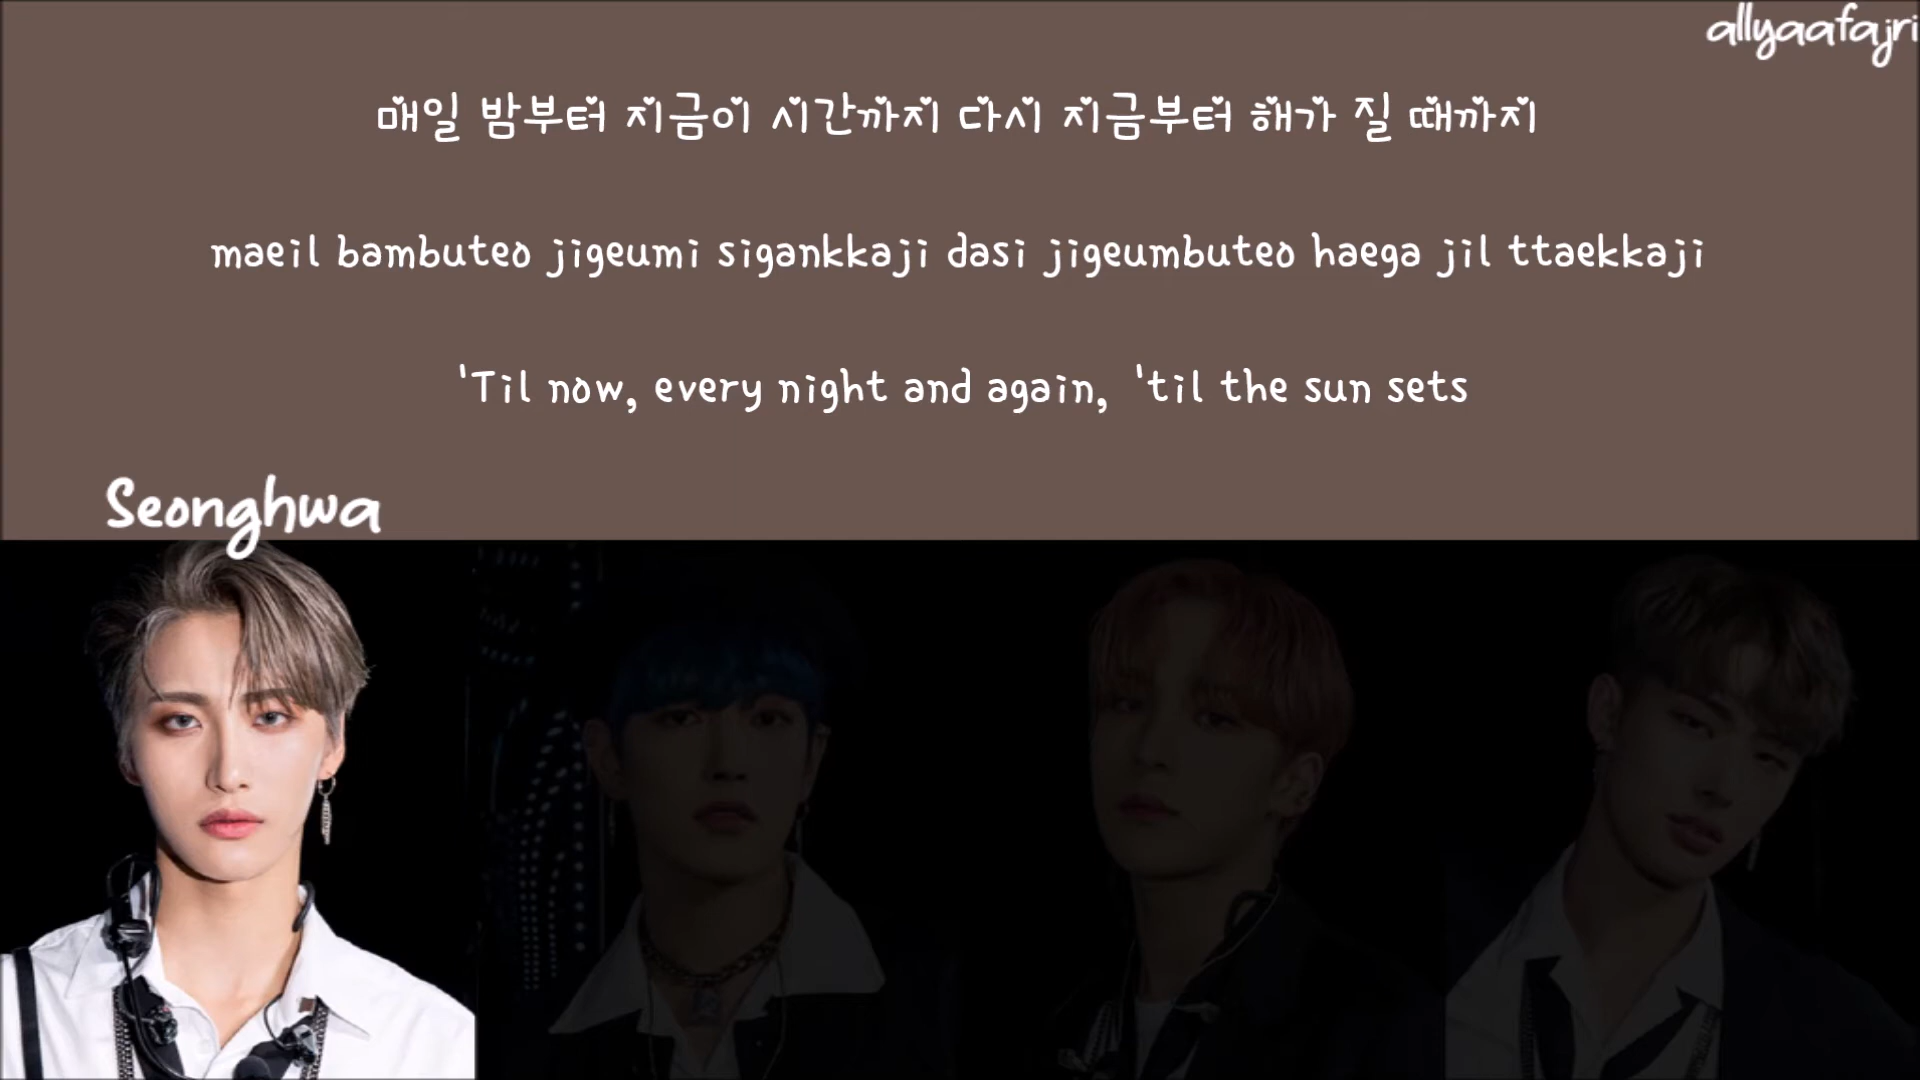 allyaafajri
매일 밤부터 지금이 시간까지 다시 지금부터 해가 질 때까지
maeil bambuteo jigeumi sigankkaji dasi jigeumbuteo haega jil ttaekkaji
'Til now, every night and again, 'til the sun sets
Seonghwa